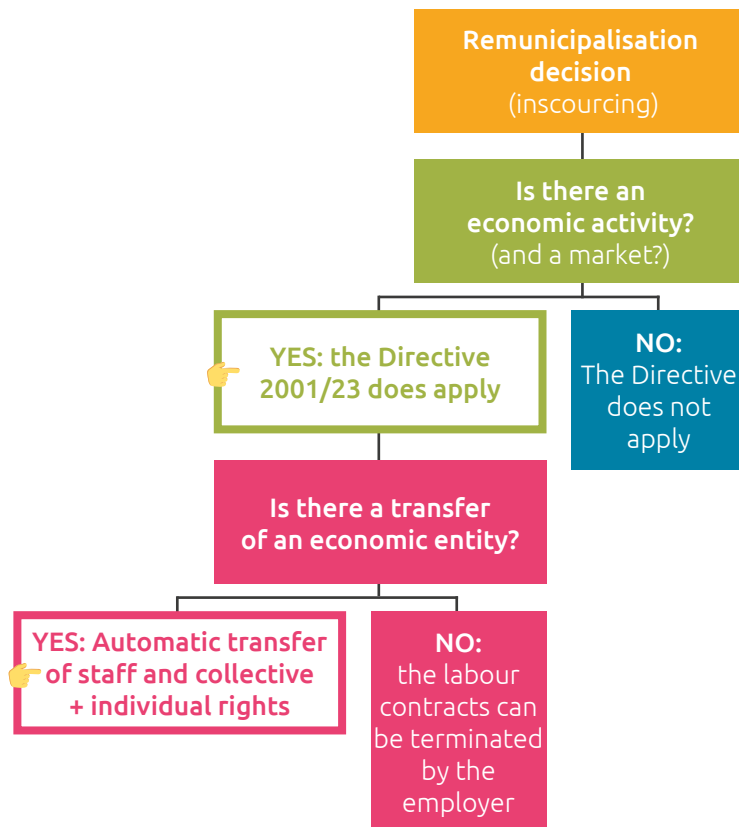 Remunicipalisation
decision
(inscourcing)
Is there an
economic activity?
(and a market?)
YES: the Directive
2001/23 does apply
NO:
The Directive
does not
apply
Is there a transfer
of an economic entity?
YES: Automatic transfer
of staff and collective
+ individual rights
NO:
the labour
contracts can
be terminated
by the
employer